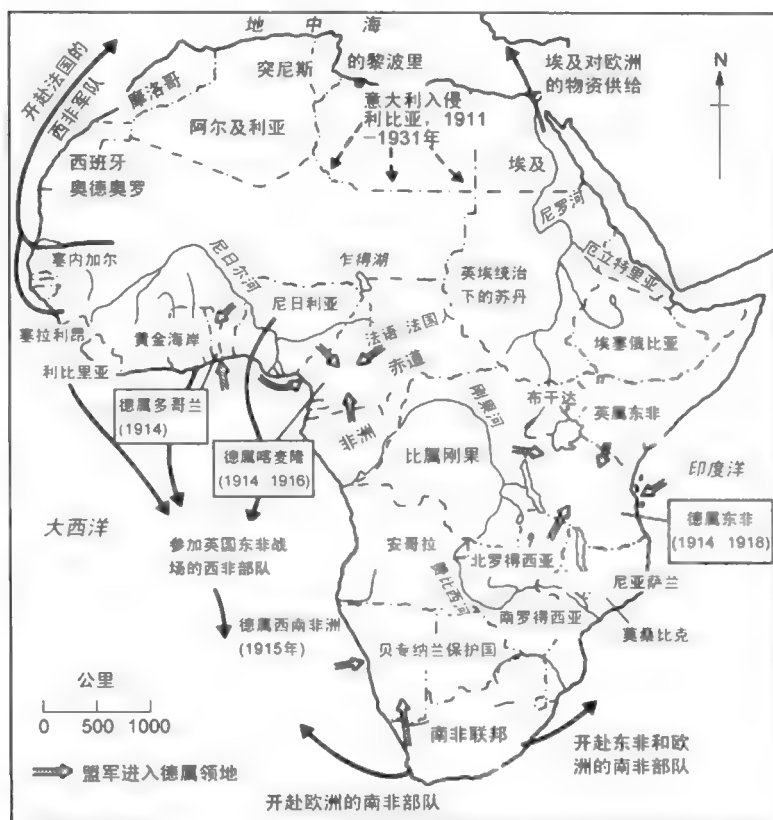 地中海
开赴法国的
西非军队
摩洛哥
突尼斯
的黎波里
埃及对欧洲
的物资供给
N
意大利入侵
利比亚，1911
-1931年
阿尔及利亚
西班牙
奥德奥罗
埃及
尼罗河
厄立特里亚
塞内加尔
尼日尔河
乍得湖
英埃统治
下的苏丹
尼日利亚
塞拉利昂
黄金海岸
法语 法国人
埃塞俄比亚
利比里亚
赤道
德属多哥兰
(1914)
刚果河
布干达
英属东非
非洲
德属喀麦隆
(1914 1916)
比属刚果
印度洋
大西洋
德属东非
(1914 1918)
参加英国东非战
场的西非部队
安哥拉
北罗得西亚
尼亚萨兰
赞比西河
德属西南非洲
(1915年)
南罗得西亚
莫桑比克
贝专纳兰保护国
公里
0 500 1000
南非联邦
开赴东非和欧
洲的南非部队
盟军进入德属领地
开赴欧洲的南非部队